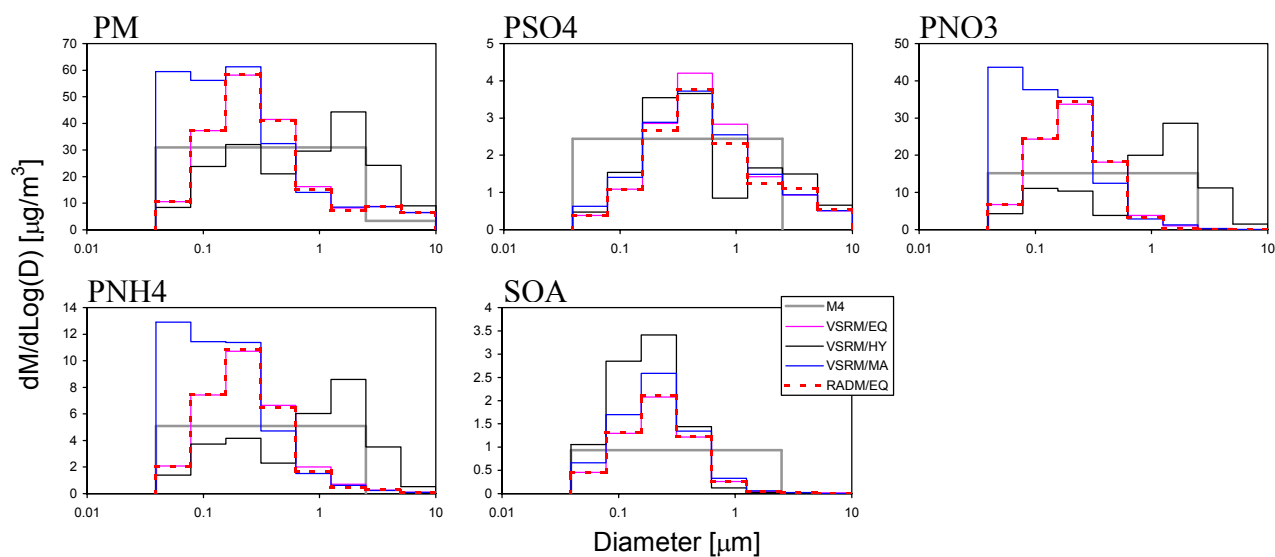 PM
PSO4
PNO3
70
60
50
40
30
20
10
0
0.01 0.1 1 10
5
4
3
2
1
0
0.01 0.1 1 10
50
40
30
20
10
0
0.01 0.1 1 10
dM/dLog(D) [µg/m³]
PNH4
SOA
14
12
10
8
6
4
2
0
0.01 0.1 1 10
4
3.5
3
2.5
2
1.5
1
0.5
0
0.01 0.1 1 10
M4
VSRM/EQ
VSRM/HY
VSRM/MA
RADM/EQ
Diameter [µm]